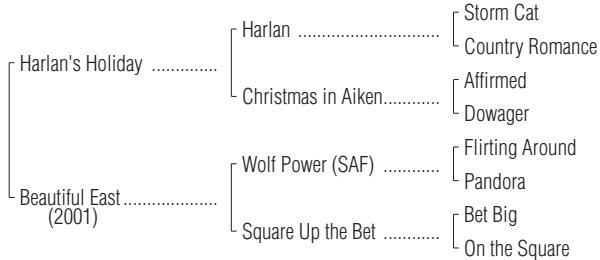 Storm Cat
Harlan ..............................
Country Romance
Harlan's Holiday ..............
Affirmed
Christmas in Aiken............
Dowager
Flirting Around
Wolf Power (SAF) ............
Pandora
Beautiful East....................
(2001)
Bet Big
Square Up the Bet ............
On the Square